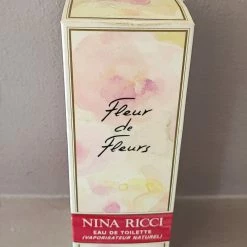 Fleur
de
Fleurs
NINA RICCI
EAU DE TOILETTE
(VAPORISATEUR NATUREL)